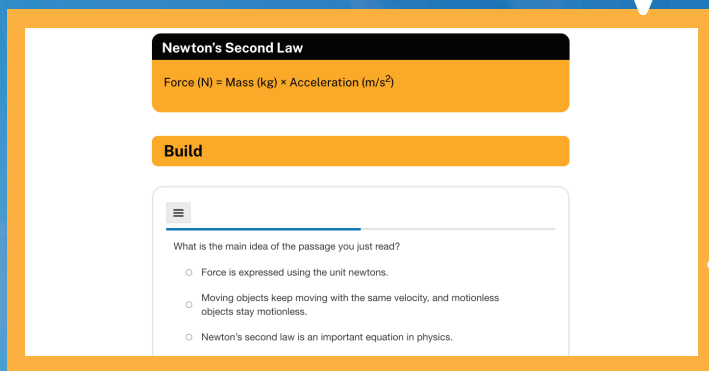 Newton's Second Law
Force (N) = Mass (kg) × Acceleration (m/s²)
Build
What is the main idea of the passage you just read?
Force is expressed using the unit newtons.
Moving objects keep moving with the same velocity, and motionless
objects stay motionless.
Newton's second law is an important equation in physics.